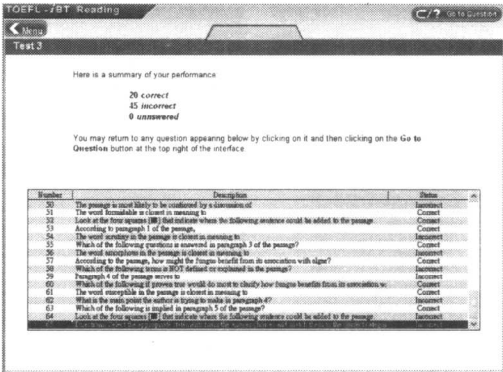 TOEFL -iBT Reading
Go to Question
Menu
Test 3
Here is a summary of your performance
20 correct
45 incorrect
0 unnswered
You may return to any question appearing below by clicking on it and then clicking on the Go to
Question button at the top right of the interface
Number Description Status
50 The passage is most likely to be continued by a discussion of Incorrect
51 The word formidable is closest in meaning to Correct
52 Look at the four squares [■] that indicate where the following sentence could be added to the passage Correct
53 According to paragraph 1 of the passage, Correct
54 The word scrutiny in the passage is closest in meaning to Incorrect
55 Which of the following questions is answered in paragraph 3 of the passage? Correct
56 The word amorphous in the passage is closest in meaning to Incorrect
57 According to the passage, how might the fungus benefit from its association with algae? Correct
58 Which of the following terms is NOT defined or explained in the passage? Incorrect
59 Paragraph 4 of the passage serves to Incorrect
60 Which of the following if proven true would do most to clarify how fungus benefits from its association w Correct
61 The word susceptible in the passage is closest in meaning to Correct
62 What is the main point the author is trying to make in paragraph 4? Incorrect
63 Which of the following is implied in paragraph 5 of the passage? Correct
64 Look at the four squares [■] that indicate where the following sentence could be added to the passage Incorrect